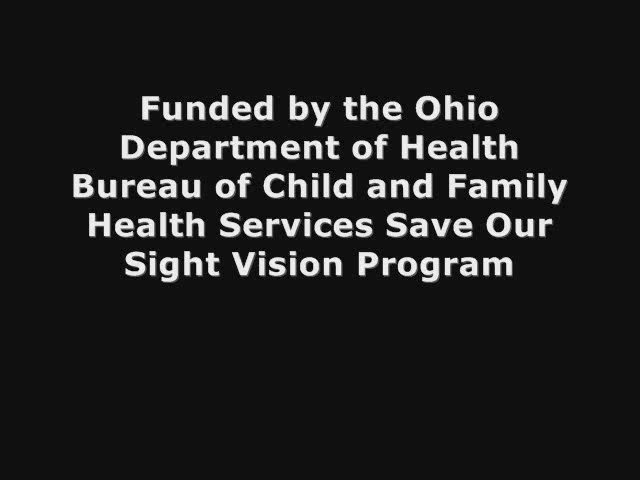 Funded by the Ohio
Department of Health
Bureau of Child and Family
Health Services Save Our
Sight Vision Program